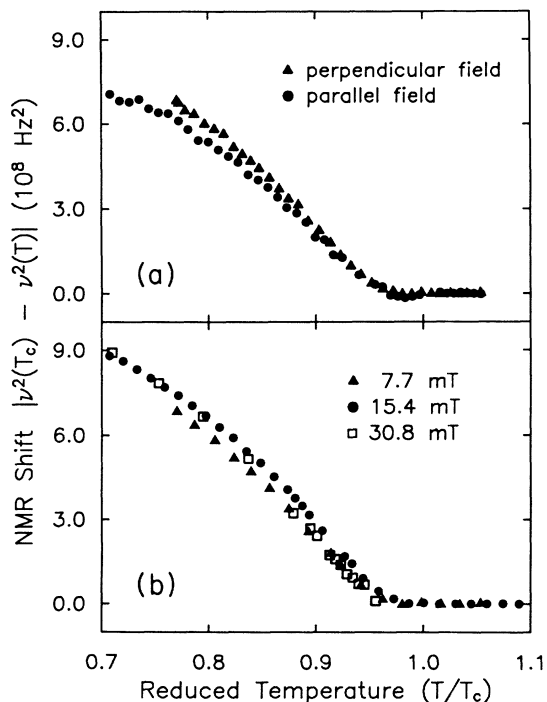 NMR Shift |ν²(Tc) − ν²(T)| (10⁸ Hz²)
9.0
6.0
3.0
0.0
▲ perpendicular field
● parallel field
(a)
9.0
6.0
3.0
0.0
▲ 7.7 mT
● 15.4 mT
□ 30.8 mT
(b)
0.7 0.8 0.9 1.0 1.1
Reduced Temperature (T/Tc)